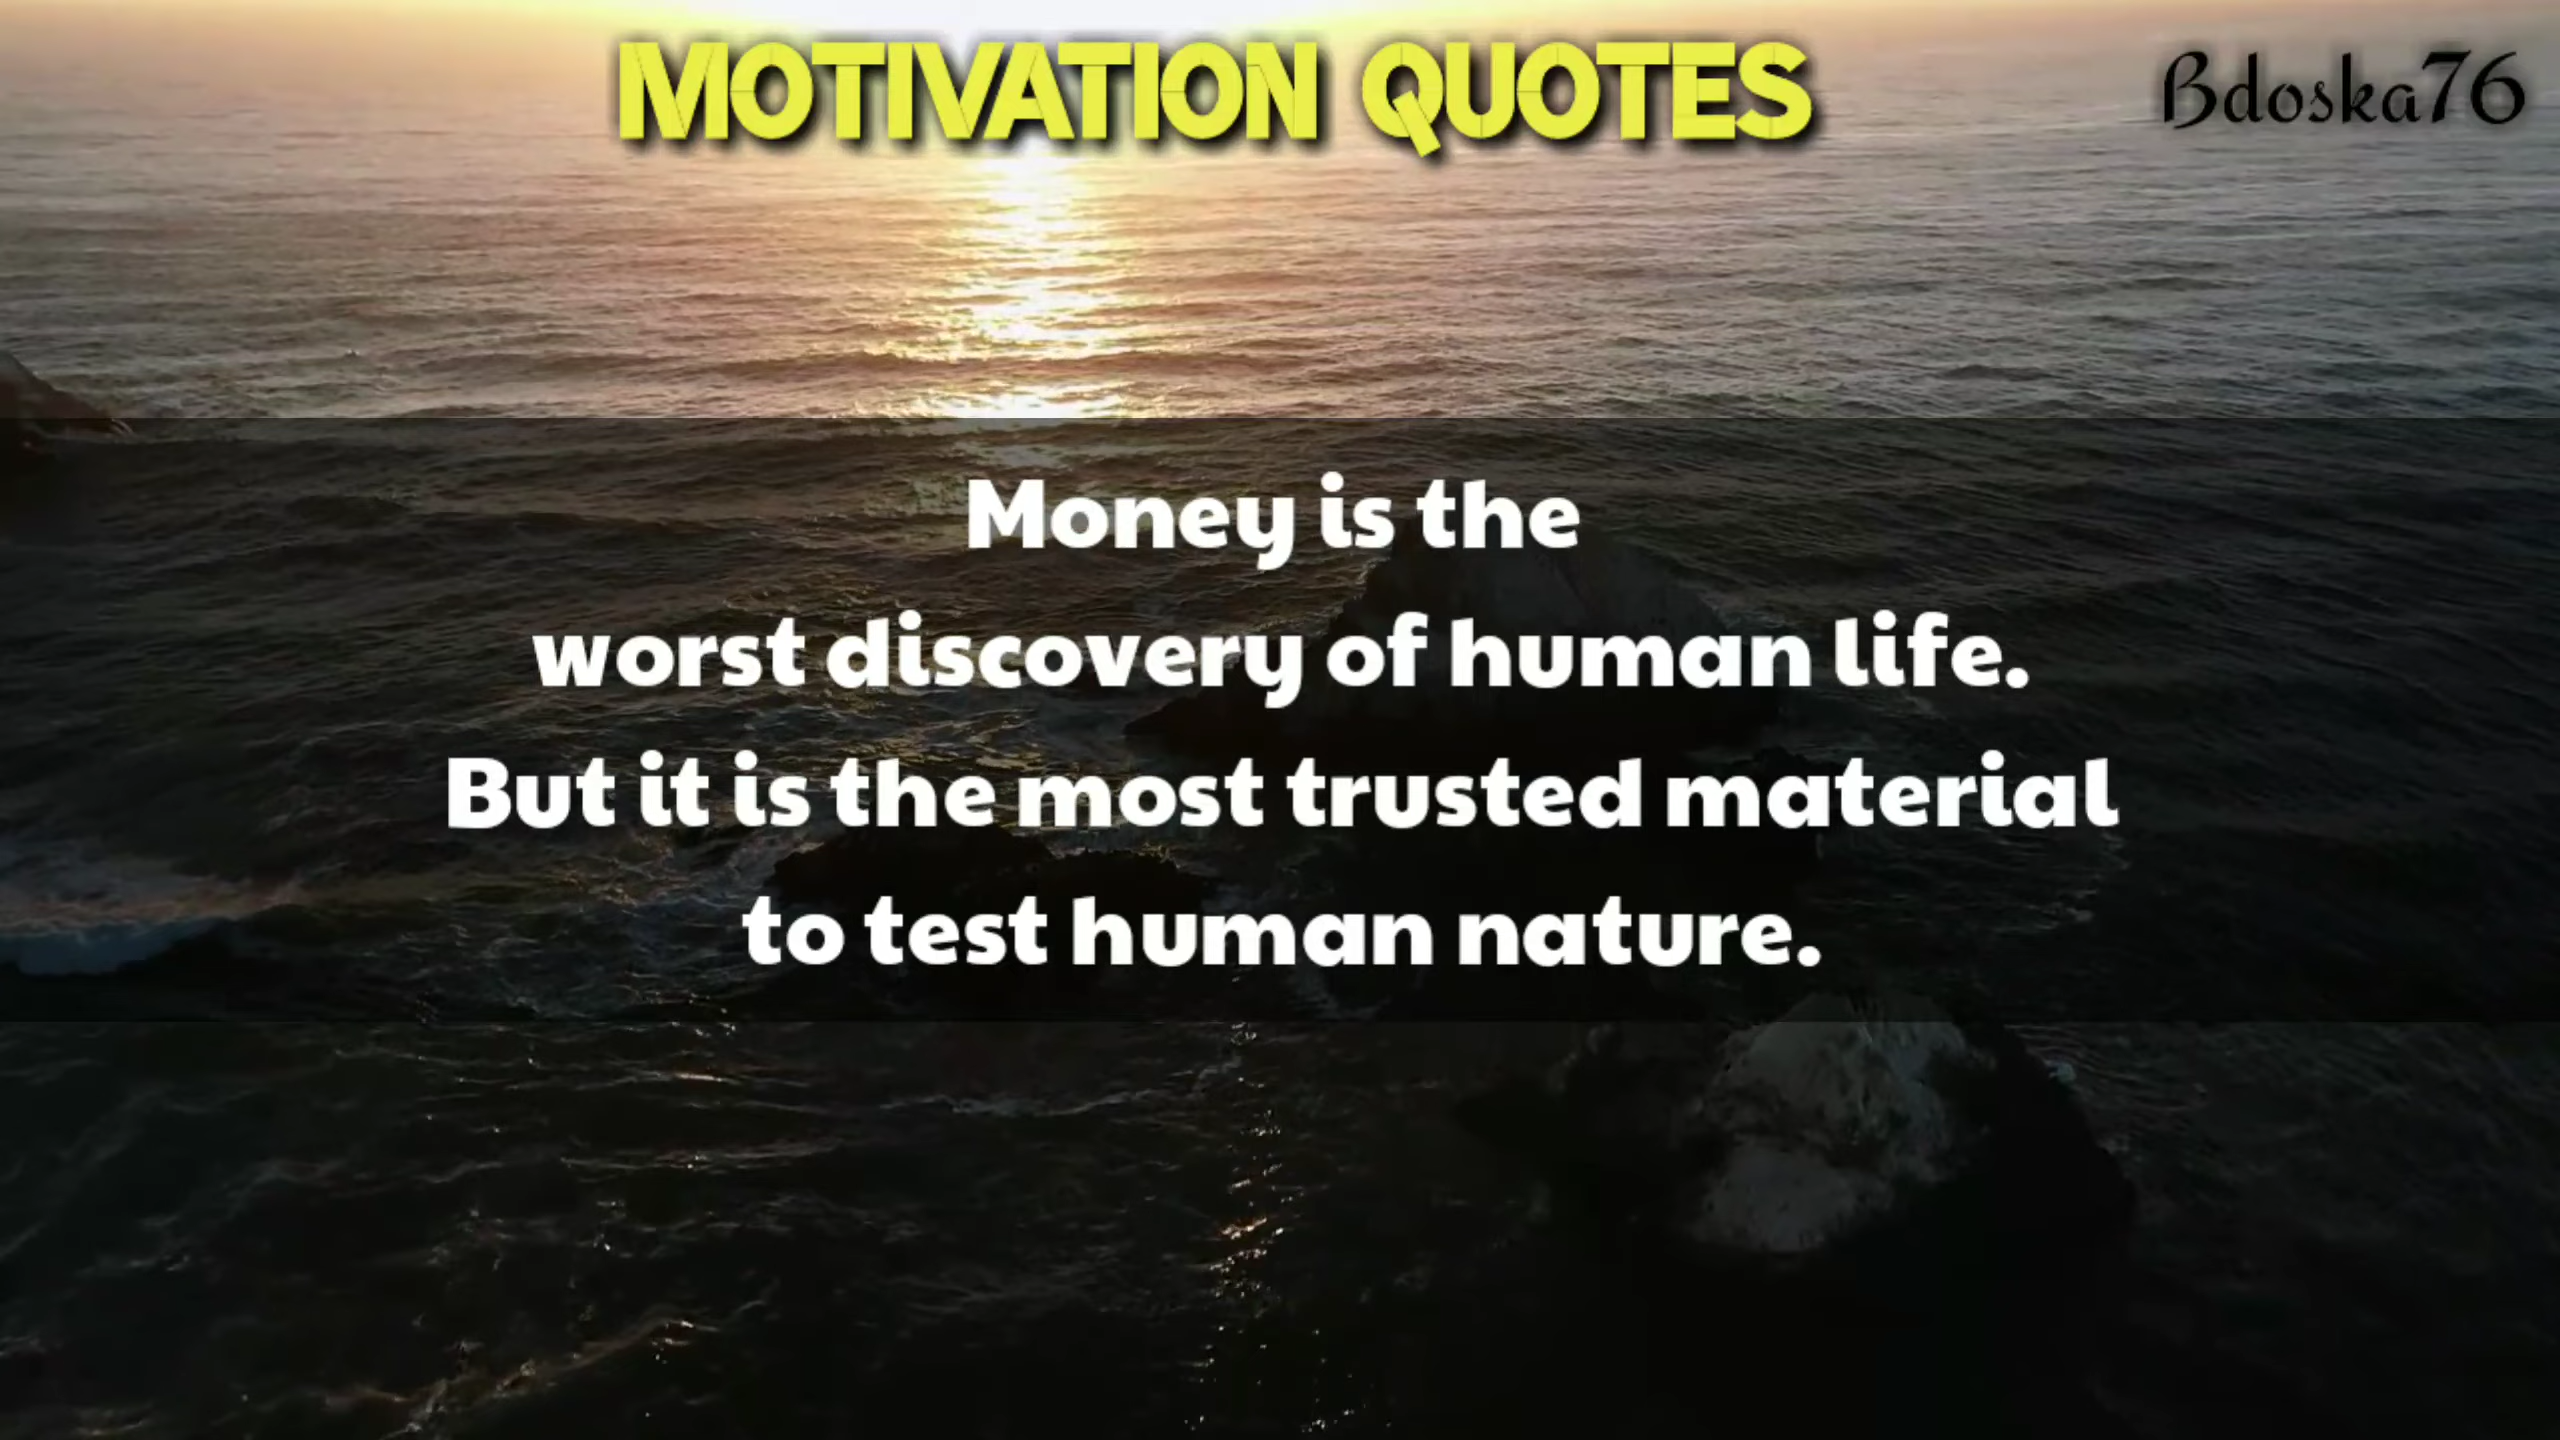 MOTIVATION QUOTES
Bdoska76
Money is the
worst discovery of human life.
But it is the most trusted material
to test human nature.